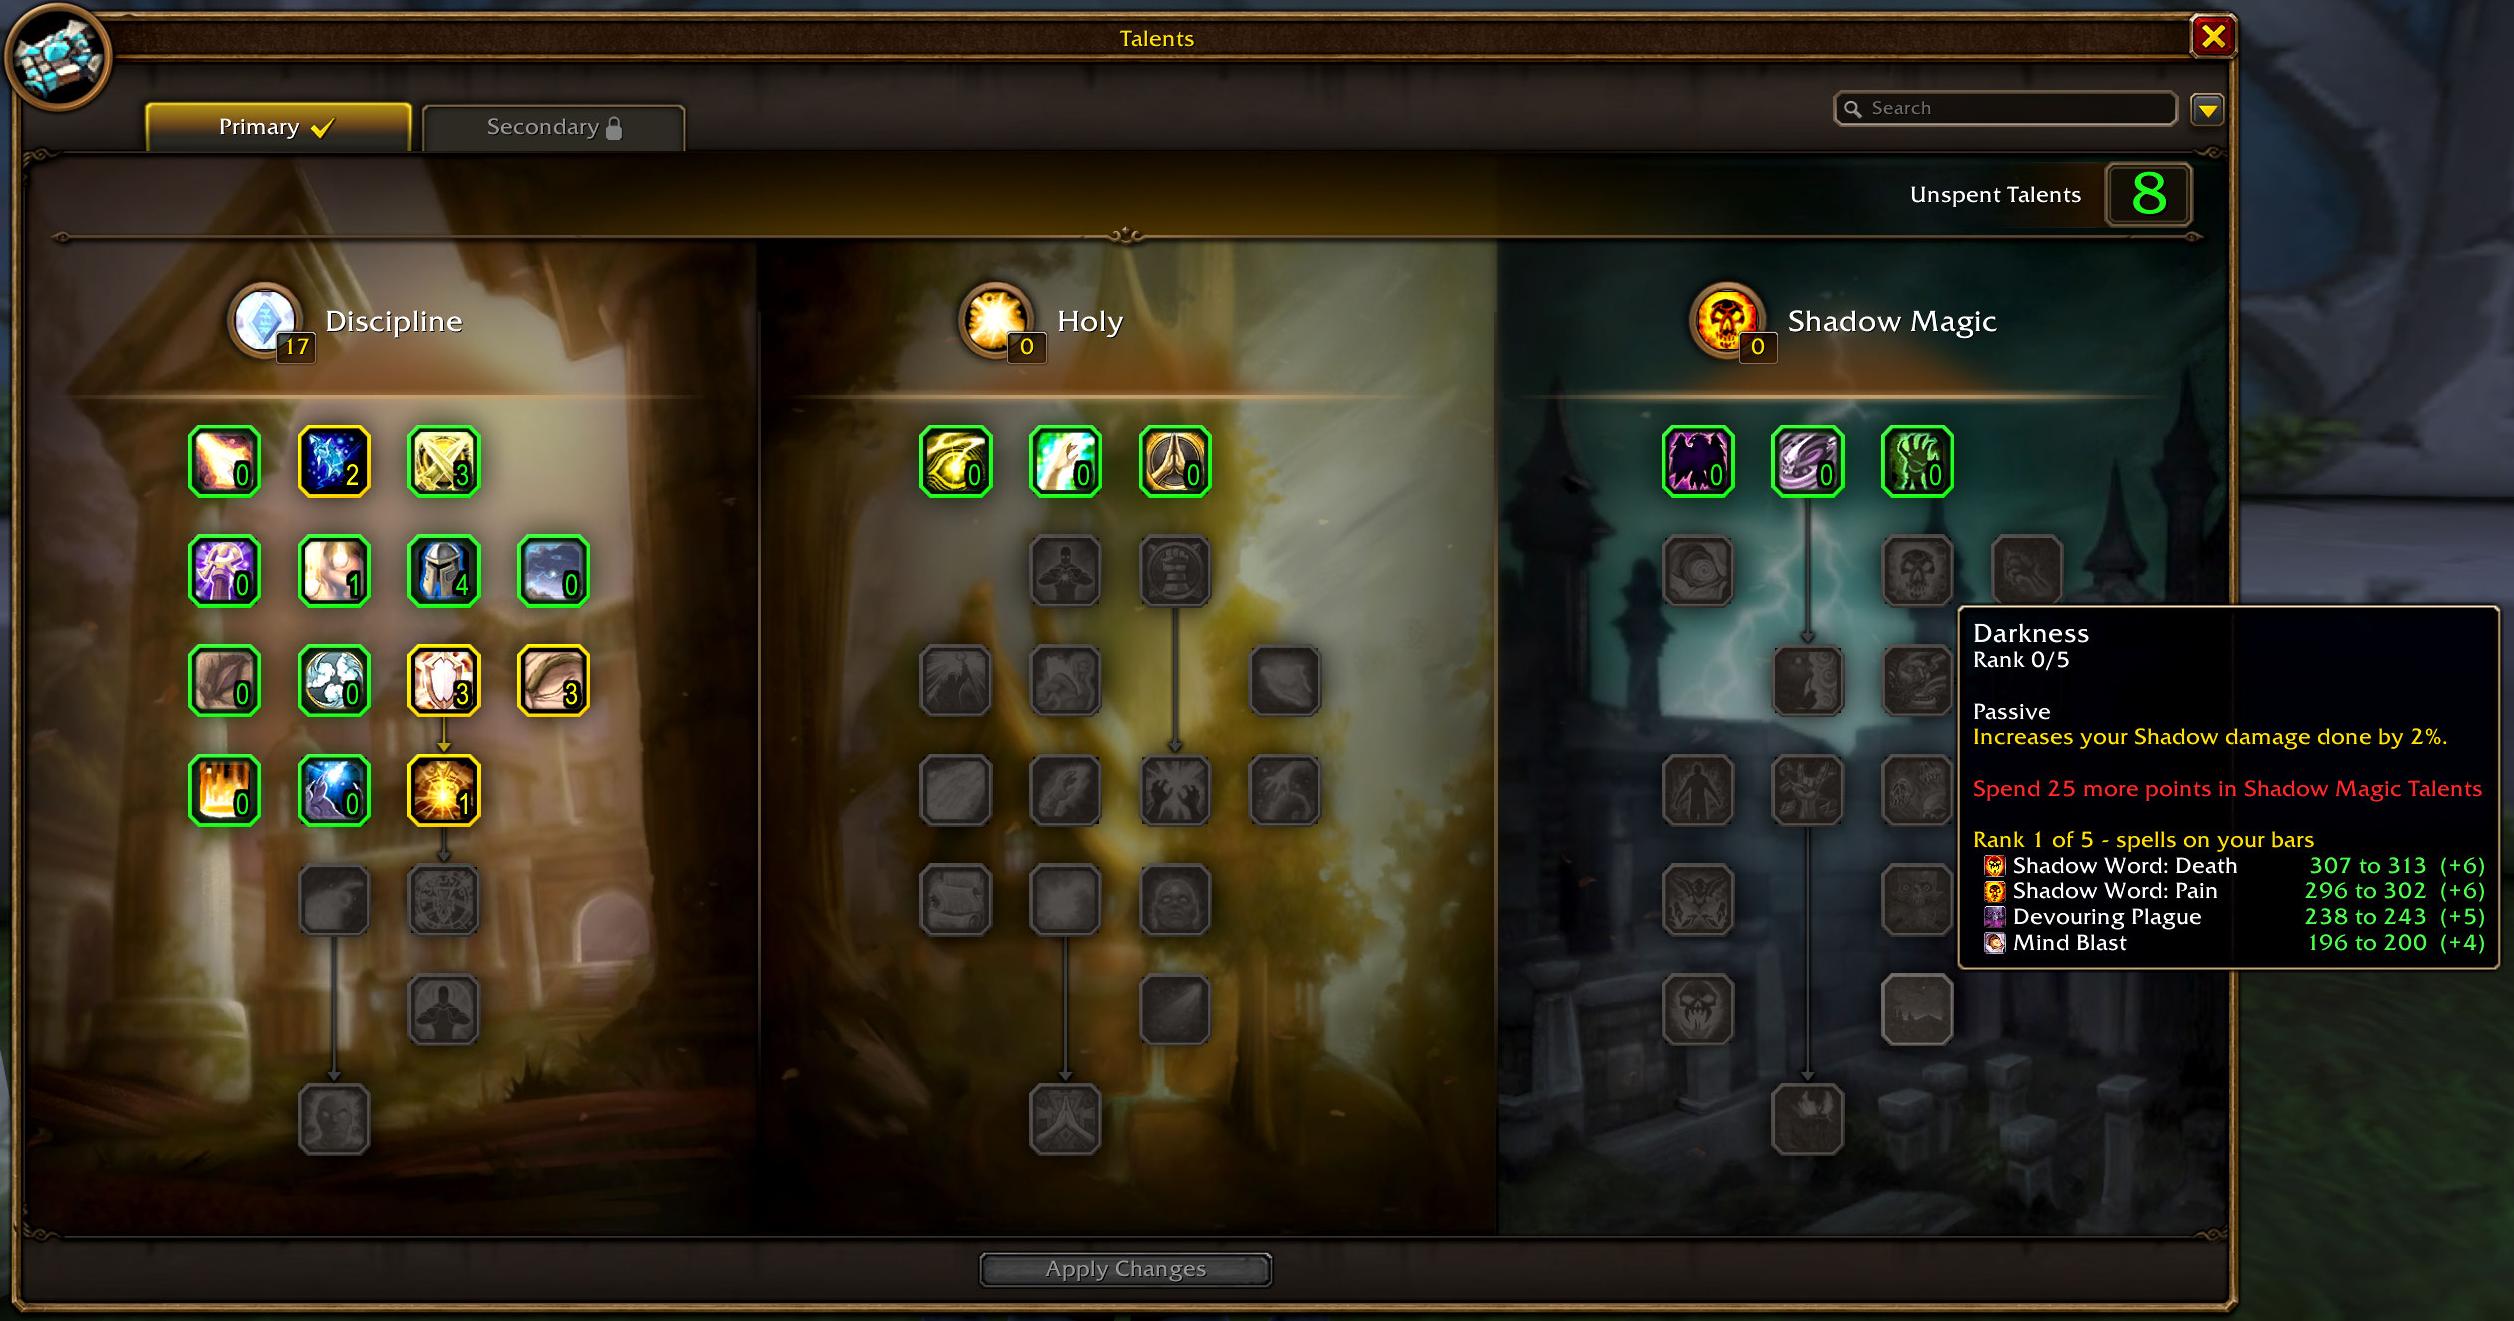 Talents
Primary
Secondary
Search
Unspent Talents
8
Discipline
17
Holy
0
Shadow Magic
0
0
2
3
0
0
0
0
0
0
0
1
4
0
0
0
3
3
0
0
1
Darkness
Rank 0/5
Passive
Increases your Shadow damage done by 2%.
Spend 25 more points in Shadow Magic Talents
Rank 1 of 5 - spells on your bars
Shadow Word: Death 307 to 313 (+6)
Shadow Word: Pain 296 to 302 (+6)
Devouring Plague 238 to 243 (+5)
Mind Blast 196 to 200 (+4)
Apply Changes